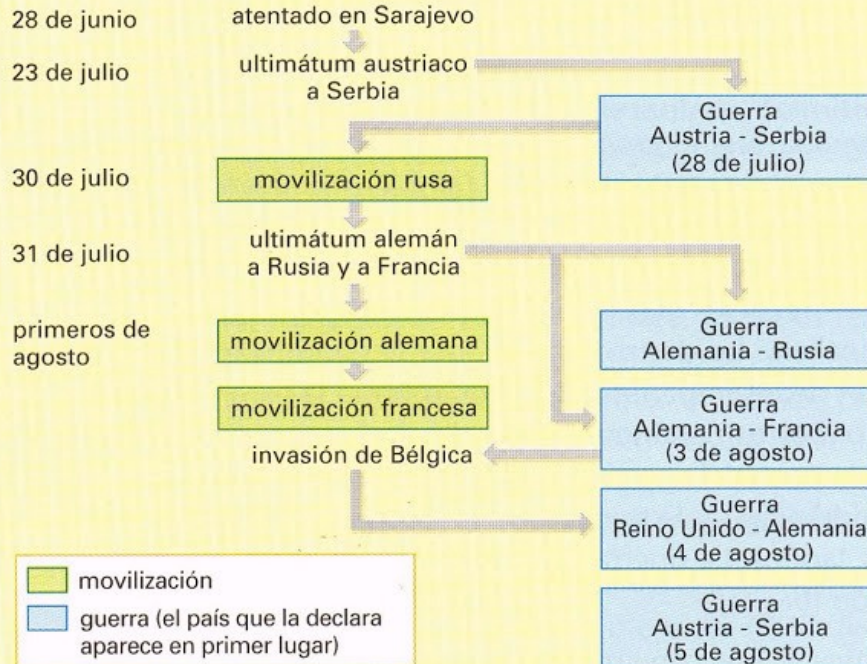 28 de junio
atentado en Sarajevo
23 de julio
ultimátum austriaco
a Serbia
Guerra
Austria - Serbia
(28 de julio)
30 de julio
movilización rusa
31 de julio
ultimátum alemán
a Rusia y a Francia
primeros de
agosto
movilización alemana
Guerra
Alemania - Rusia
movilización francesa
Guerra
Alemania - Francia
(3 de agosto)
invasión de Bélgica
Guerra
Reino Unido - Alemania
(4 de agosto)
movilización
guerra (el país que la declara
aparece en primer lugar)
Guerra
Austria - Serbia
(5 de agosto)